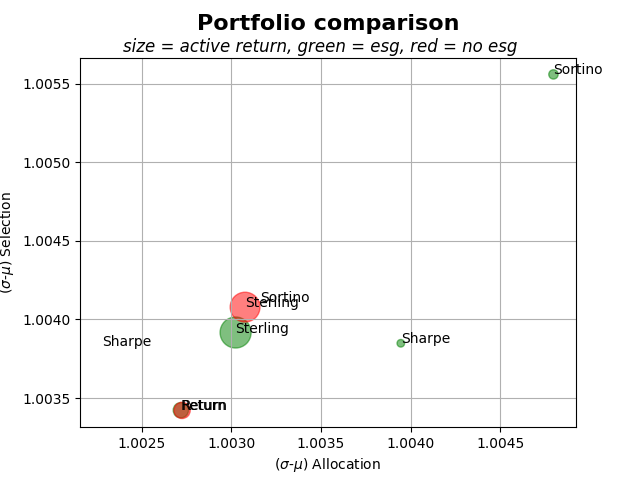 Portfolio comparison
size = active return, green = esg, red = no esg
Sortino
1.0055
1.0050
1.0045
1.0040
1.0035
(σ-μ) Selection
Sortino
Sterling
Sterling
Sharpe
Sharpe
Return
Return
1.0025 1.0030 1.0035 1.0040 1.0045
(σ-μ) Allocation